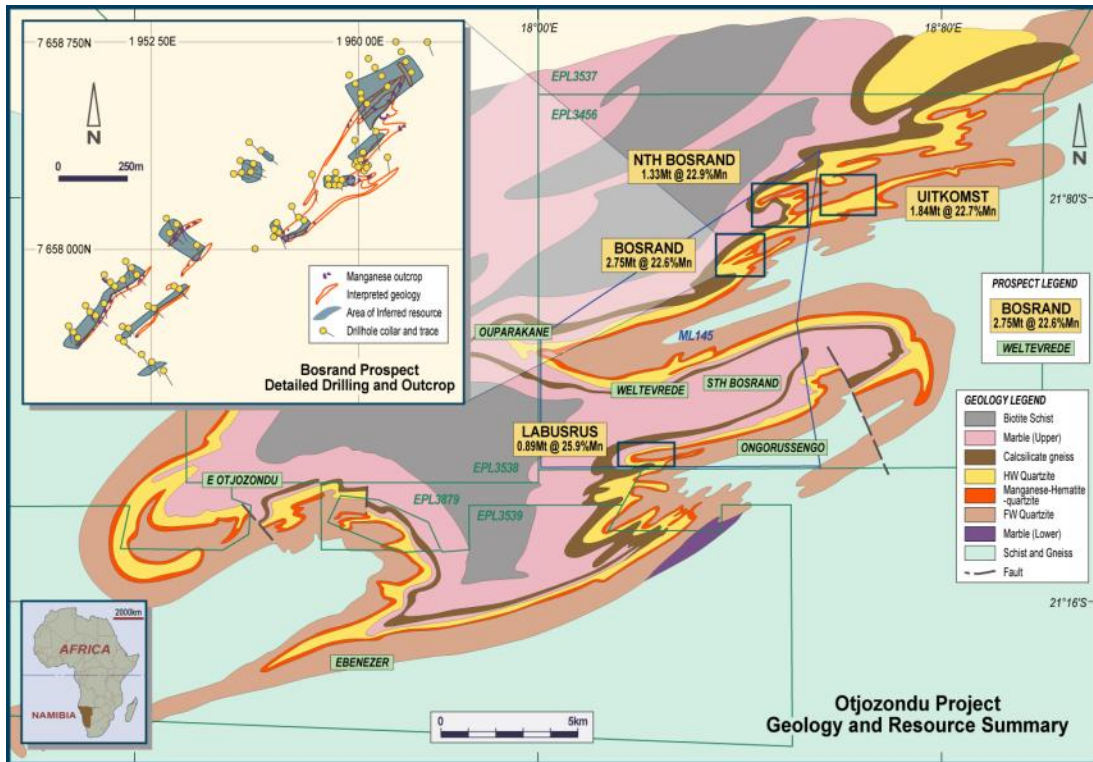 7 658 750N
1 952 50E
1 960 00E
N
0
250m
7 658 000N
Manganese outcrop
Interpreted geology
Area of Inferred resource
Drillhole collar and trace
Bosrand Prospect
Detailed Drilling and Outcrop
18°00'E
18°80'E
EPL3537
EPL3456
N
NTH BOSRAND
1.33Mt @ 22.9%Mn
UITKOMST
1.84Mt @ 22.7%Mn
21°80'S
BOSRAND
2.75Mt @ 22.6%Mn
PROSPECT LEGEND
BOSRAND
2.75Mt @ 22.6%Mn
WELTEVREDE
OUPARAKANE
ML145
WELTEVREDE
STH BOSRAND
LABUSRUS
0.89Mt @ 25.9%Mn
ONGORUSSENGO
GEOLOGY LEGEND
Biotite Schist
Marble (Upper)
Calcsilicate gneiss
HW Quartzite
Manganese-Hematite
-quartzite
FW Quartzite
Marble (Lower)
Schist and Gneiss
Fault
E OTJOZONDU
EPL3538
EPL3879
EPL3539
21°16'S
2000km
AFRICA
NAMIBIA
EBENEZER
0
5km
Otjozondu Project
Geology and Resource Summary